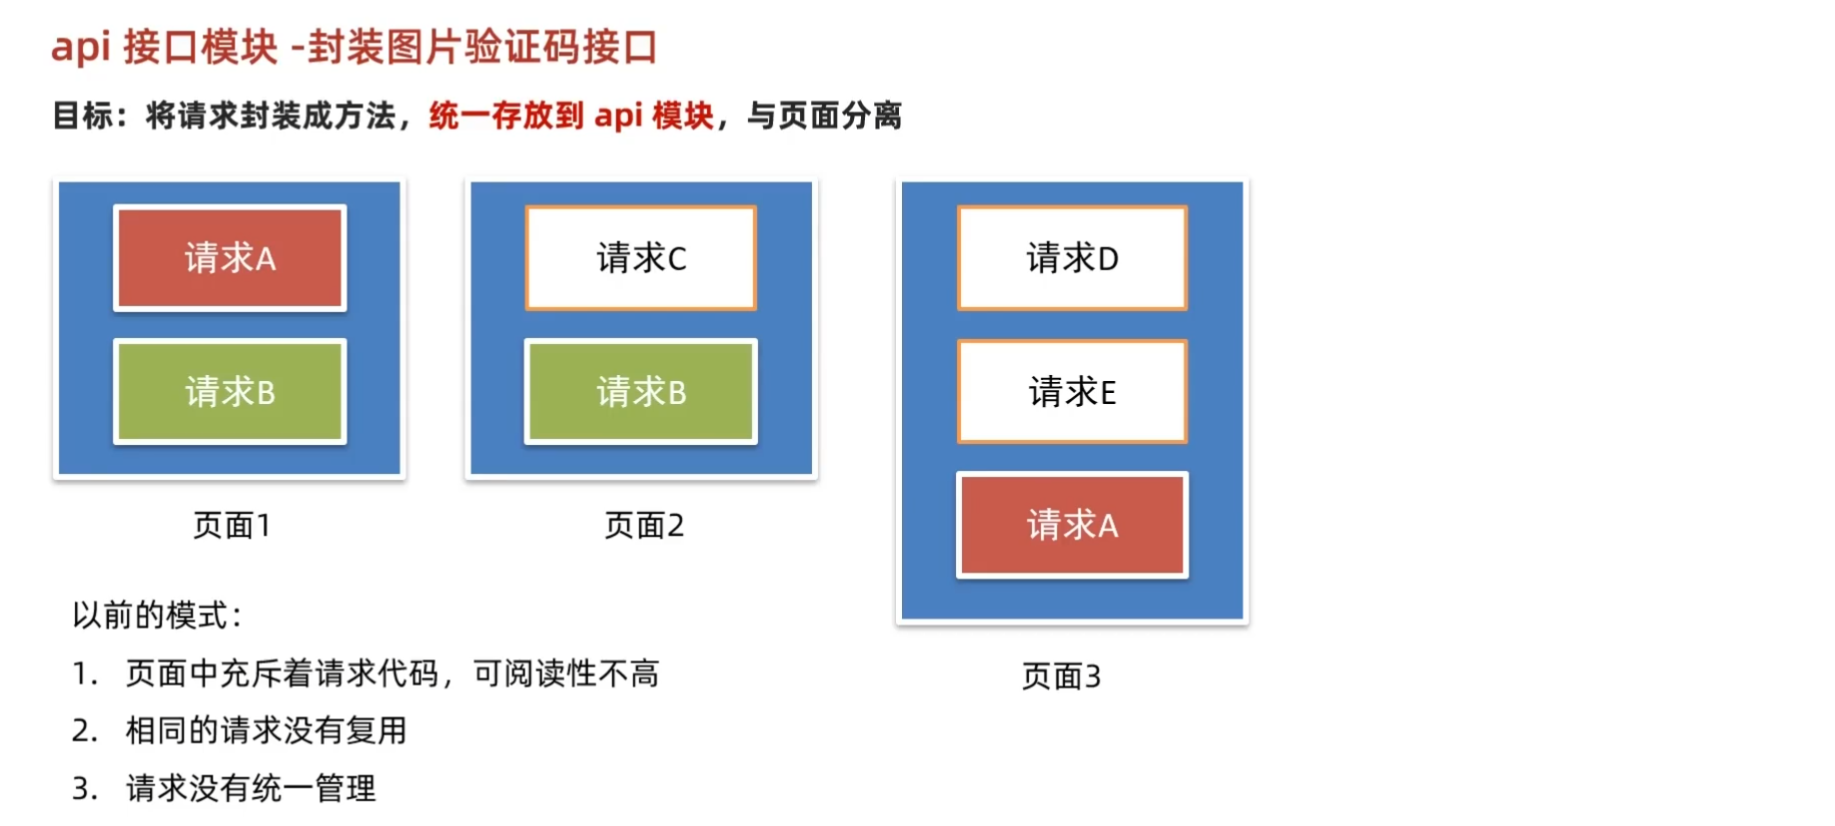 api 接口模块 -封装图片验证码接口
目标：将请求封装成方法，统一存放到 api 模块，与页面分离
请求A
请求B
页面1
请求C
请求B
页面2
请求D
请求E
请求A
页面3
以前的模式：
1. 页面中充斥着请求代码，可阅读性不高
2. 相同的请求没有复用
3. 请求没有统一管理